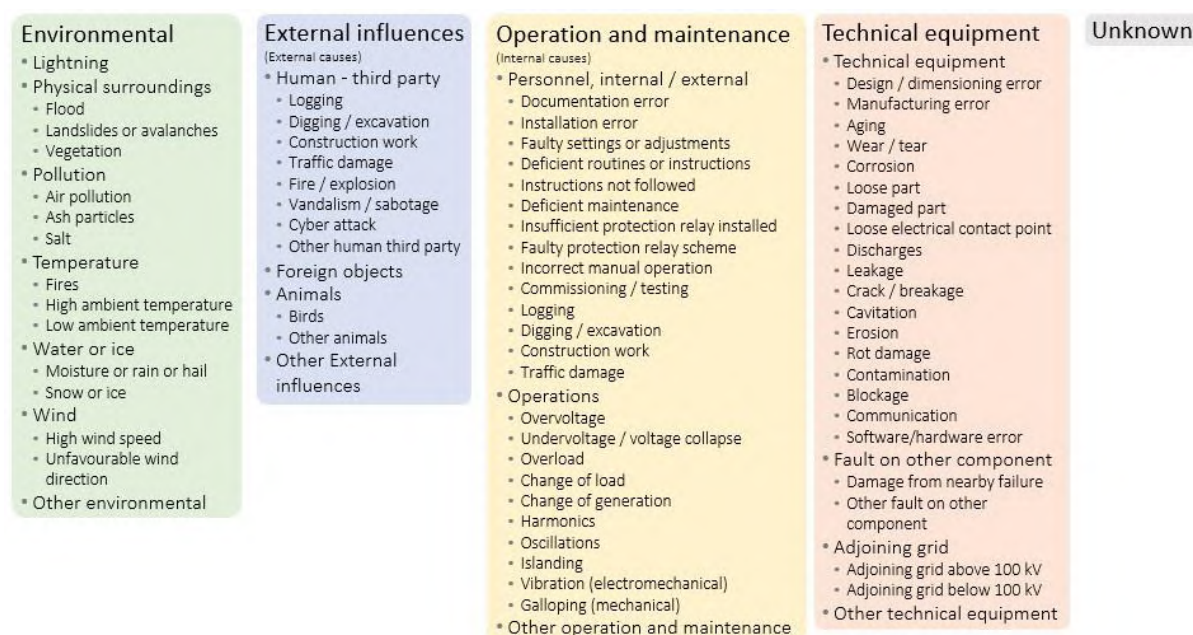 Environmental
• Lightning
• Physical surroundings
• Flood
• Landslides or avalanches
• Vegetation
• Pollution
• Air pollution
• Ash particles
• Salt
• Temperature
• Fires
• High ambient temperature
• Low ambient temperature
• Water or ice
• Moisture or rain or hail
• Snow or ice
• Wind
• High wind speed
• Unfavourable wind
direction
• Other environmental
External influences
(External causes)
• Human - third party
• Logging
• Digging / excavation
• Construction work
• Traffic damage
• Fire / explosion
• Vandalism / sabotage
• Cyber attack
• Other human third party
• Foreign objects
• Animals
• Birds
• Other animals
• Other External
influences
Operation and maintenance
(Internal causes)
• Personnel, internal / external
• Documentation error
• Installation error
• Faulty settings or adjustments
• Deficient routines or instructions
• Instructions not followed
• Deficient maintenance
• Insufficient protection relay installed
• Faulty protection relay scheme
• Incorrect manual operation
• Commissioning / testing
• Logging
• Digging / excavation
• Construction work
• Traffic damage
• Operations
• Overvoltage
• Undervoltage / voltage collapse
• Overload
• Change of load
• Change of generation
• Harmonics
• Oscillations
• Islanding
• Vibration (electromechanical)
• Galloping (mechanical)
• Other operation and maintenance
Technical equipment
• Technical equipment
• Design / dimensioning error
• Manufacturing error
• Aging
• Wear / tear
• Corrosion
• Loose part
• Damaged part
• Loose electrical contact point
• Discharges
• Leakage
• Crack / breakage
• Cavitation
• Erosion
• Rot damage
• Contamination
• Blockage
• Communication
• Software/hardware error
• Fault on other component
• Damage from nearby failure
• Other fault on other
component
• Adjoining grid
• Adjoining grid above 100 kV
• Adjoining grid below 100 kV
• Other technical equipment
Unknown